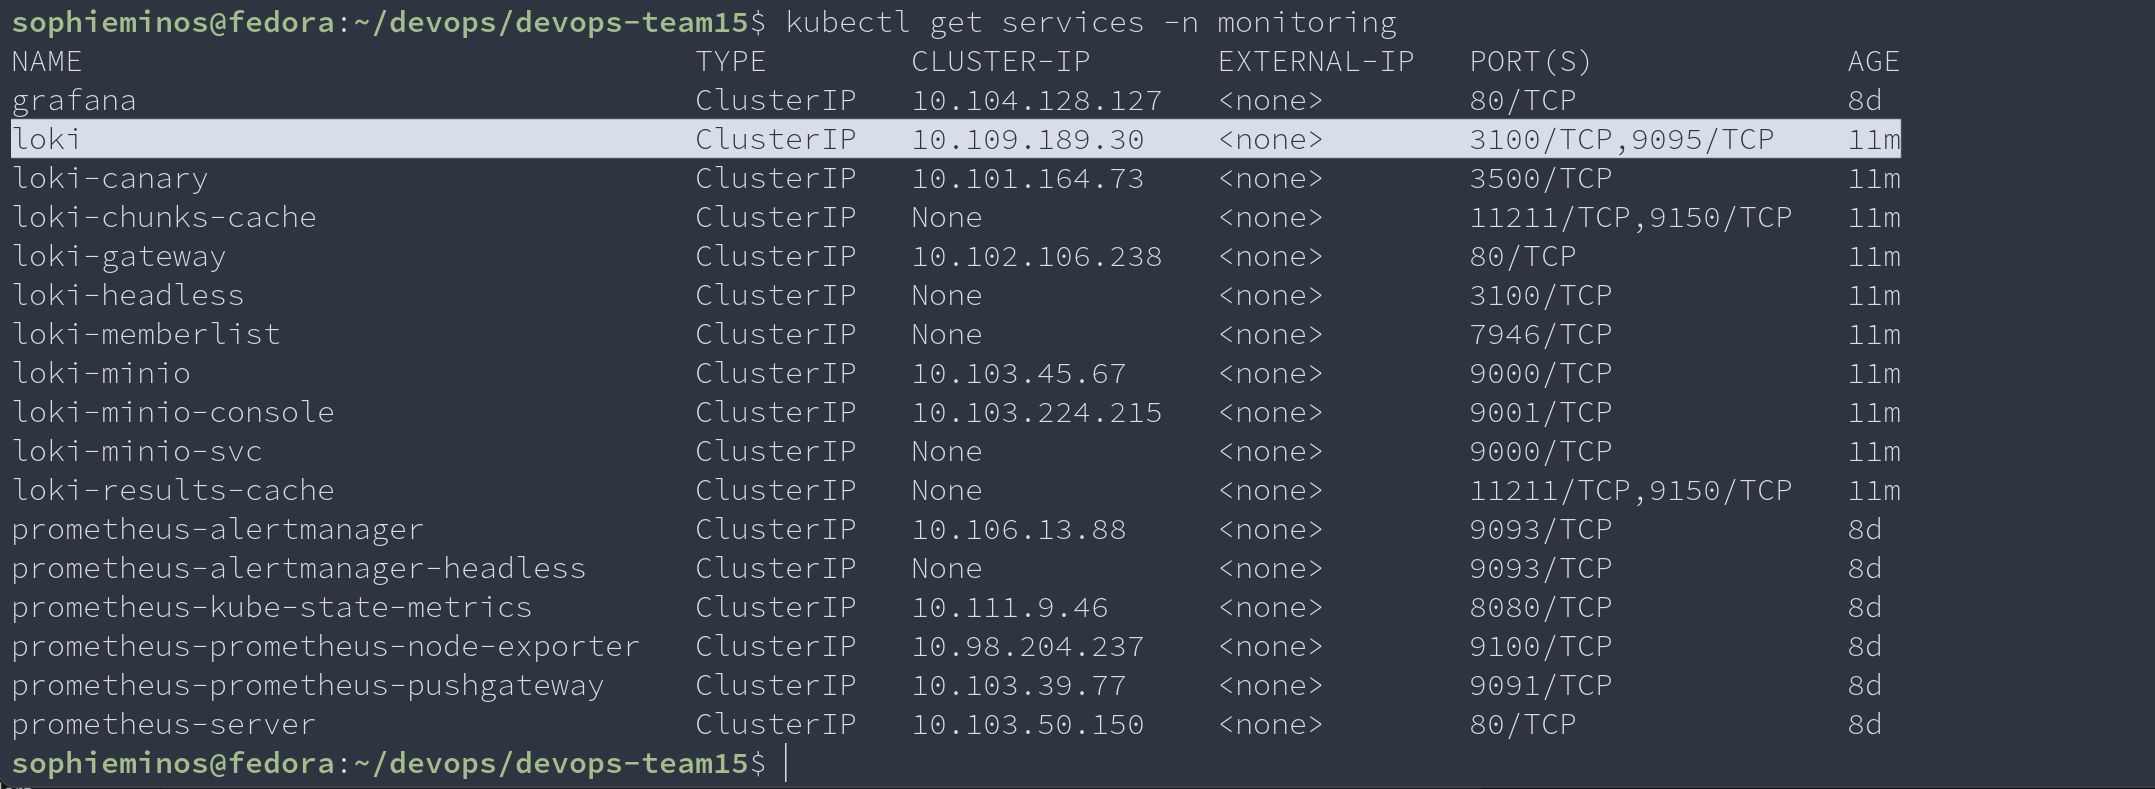 sophieminos@fedora:~/devops/devops-team15$ kubectl get services -n monitoring
NAME TYPE CLUSTER-IP EXTERNAL-IP PORT(S) AGE
grafana ClusterIP 10.104.128.127 <none> 80/TCP 8d
loki ClusterIP 10.109.189.30 <none> 3100/TCP,9095/TCP 11m
loki-canary ClusterIP 10.101.164.73 <none> 3500/TCP 11m
loki-chunks-cache ClusterIP None <none> 11211/TCP,9150/TCP 11m
loki-gateway ClusterIP 10.102.106.238 <none> 80/TCP 11m
loki-headless ClusterIP None <none> 3100/TCP 11m
loki-memberlist ClusterIP None <none> 7946/TCP 11m
loki-minio ClusterIP 10.103.45.67 <none> 9000/TCP 11m
loki-minio-console ClusterIP 10.103.224.215 <none> 9001/TCP 11m
loki-minio-svc ClusterIP None <none> 9000/TCP 11m
loki-results-cache ClusterIP None <none> 11211/TCP,9150/TCP 11m
prometheus-alertmanager ClusterIP 10.106.13.88 <none> 9093/TCP 8d
prometheus-alertmanager-headless ClusterIP None <none> 9093/TCP 8d
prometheus-kube-state-metrics ClusterIP 10.111.9.46 <none> 8080/TCP 8d
prometheus-prometheus-node-exporter ClusterIP 10.98.204.237 <none> 9100/TCP 8d
prometheus-prometheus-pushgateway ClusterIP 10.103.39.77 <none> 9091/TCP 8d
prometheus-server ClusterIP 10.103.50.150 <none> 80/TCP 8d
sophieminos@fedora:~/devops/devops-team15$